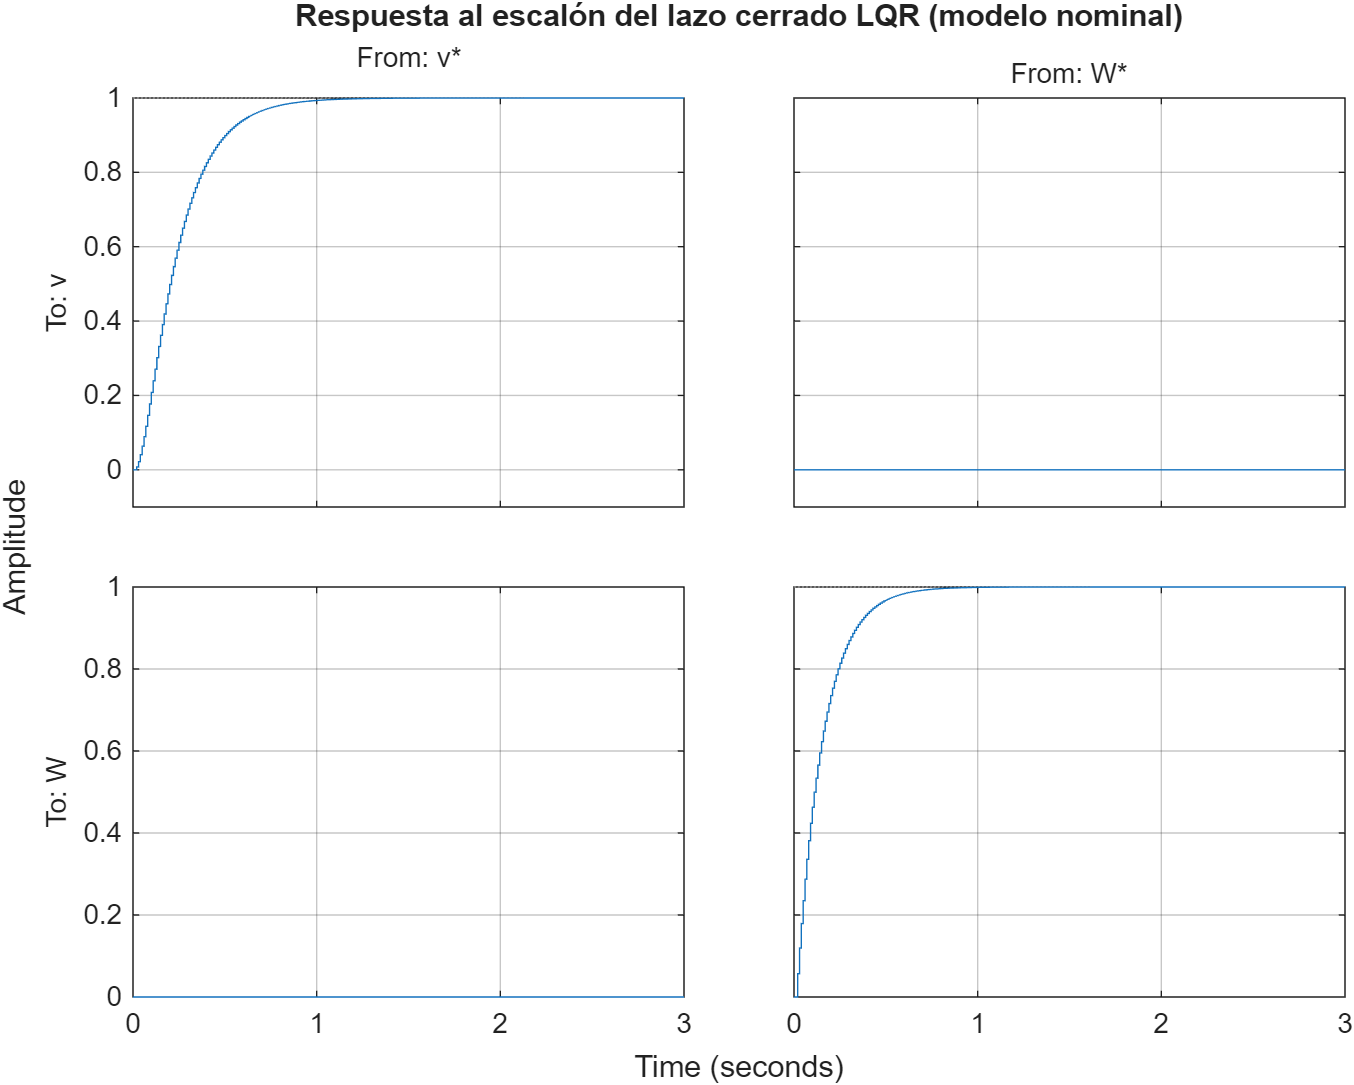 Respuesta al escalón del lazo cerrado LQR (modelo nominal)
From: v*
From: W*
To: v
1
0.8
0.6
0.4
0.2
0
Amplitude
To: W
1
0.8
0.6
0.4
0.2
0
0 1 2 3
0 1 2 3
Time (seconds)